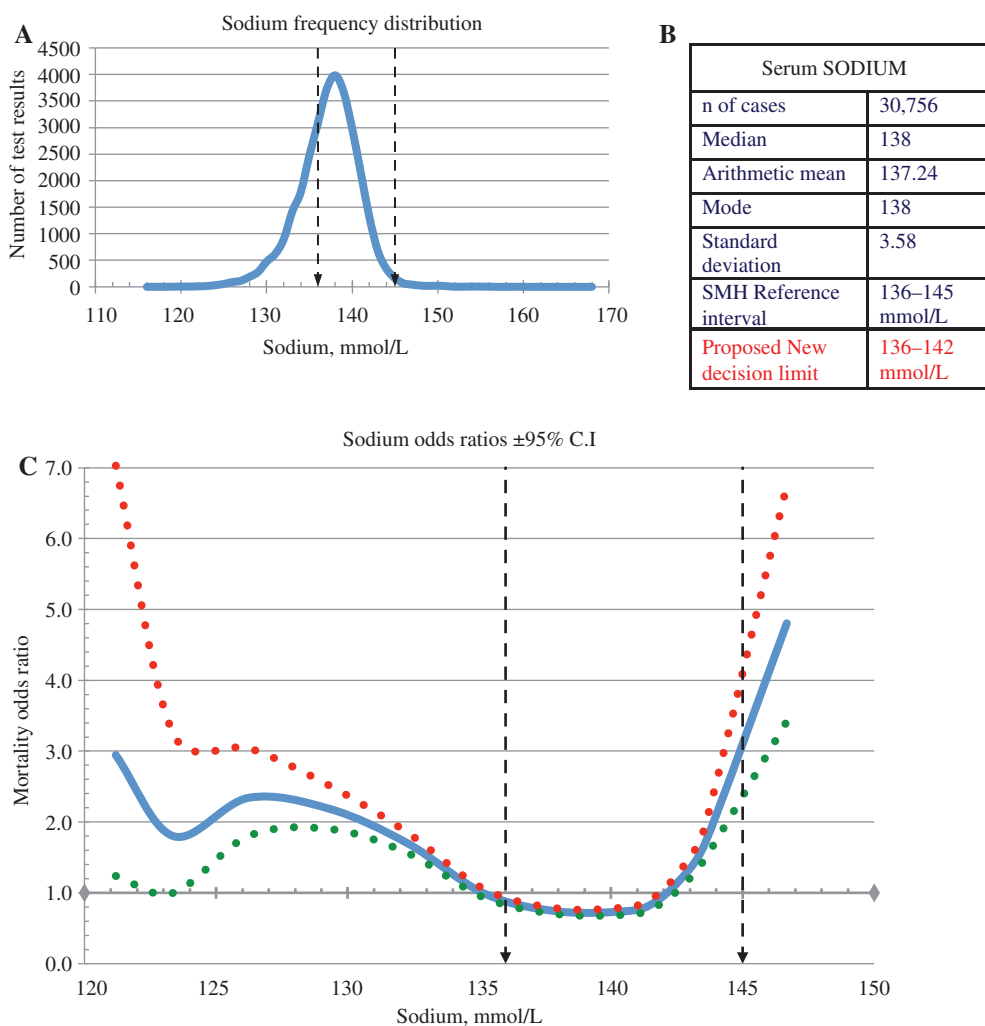 A
Sodium frequency distribution
Number of test results
4500
4000
3500
3000
2500
2000
1500
1000
500
0
110 120 130 140 150 160 170
Sodium, mmol/L
B
Serum SODIUM
n of cases 30,756
Median 138
Arithmetic mean 137.24
Mode 138
Standard 3.58
deviation
SMH Reference 136–145
interval mmol/L
Proposed New 136–142
decision limit mmol/L
C
Sodium odds ratios ±95% C.I
Mortality odds ratio
7.0
6.0
5.0
4.0
3.0
2.0
1.0
0.0
120 125 130 135 140 145 150
Sodium, mmol/L